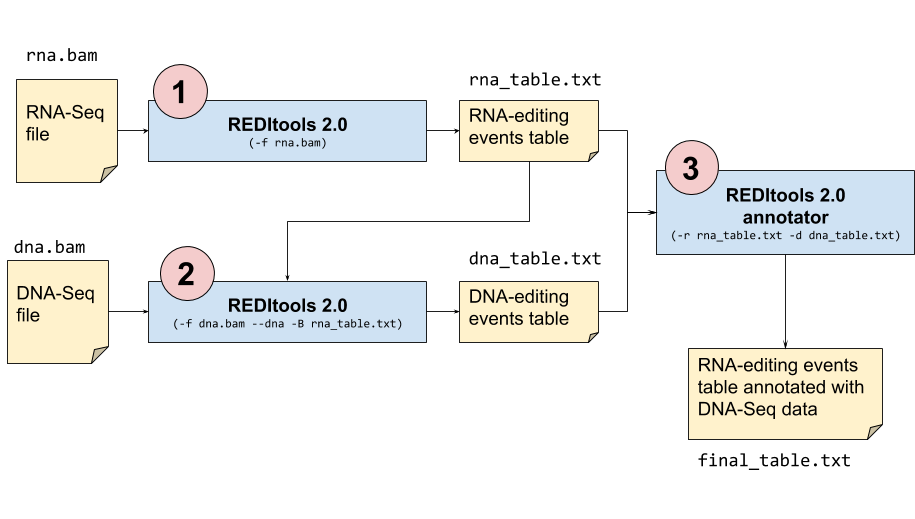 rna.bam
RNA-Seq
file
1
REDItools 2.0
(-f rna.bam)
rna_table.txt
RNA-editing
events table
dna.bam
DNA-Seq
file
2
REDItools 2.0
(-f dna.bam --dna -B rna_table.txt)
dna_table.txt
DNA-editing
events table
3
REDItools 2.0
annotator
(-r rna_table.txt -d dna_table.txt)
RNA-editing events
table annotated with
DNA-Seq data
final_table.txt